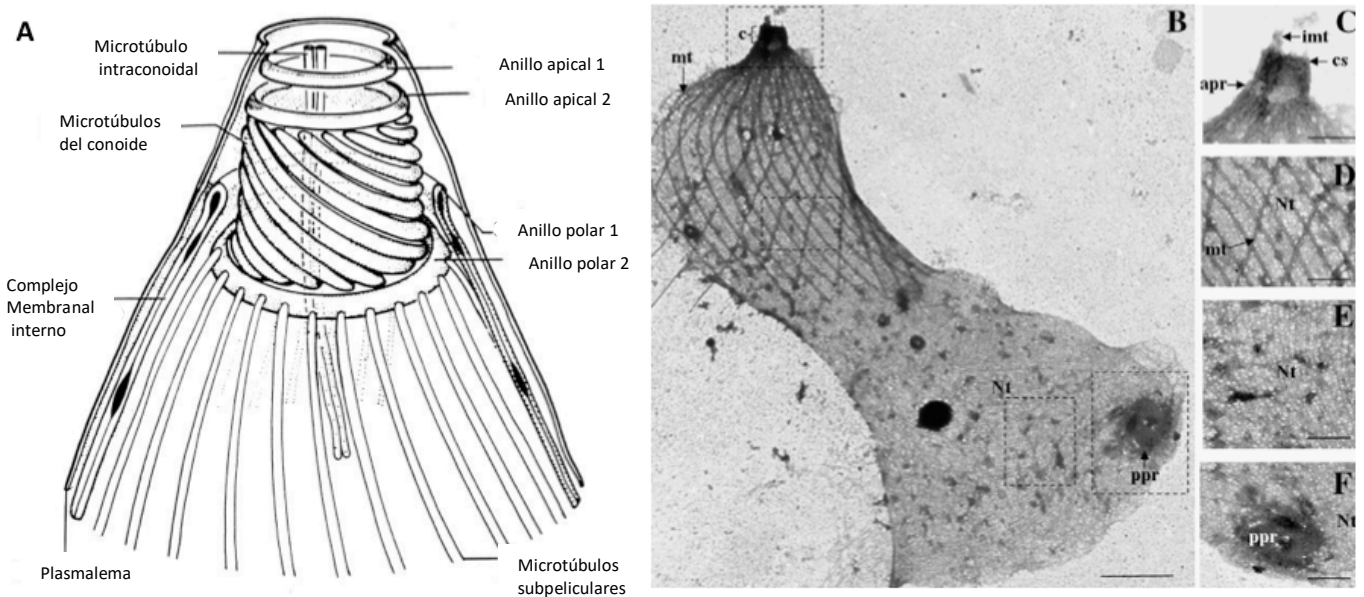 A
Microtúbulo
intraconoidal
Anillo apical 1
Anillo apical 2
Microtúbulos
del conoide
Anillo polar 1
Anillo polar 2
Complejo
Membranal
interno
Plasmalema
Microtúbulos
subpeliculares
B
c
mt
Nt
ppr
C
imt
cs
apr
D
Nt
mt
E
Nt
F
Nt
ppr